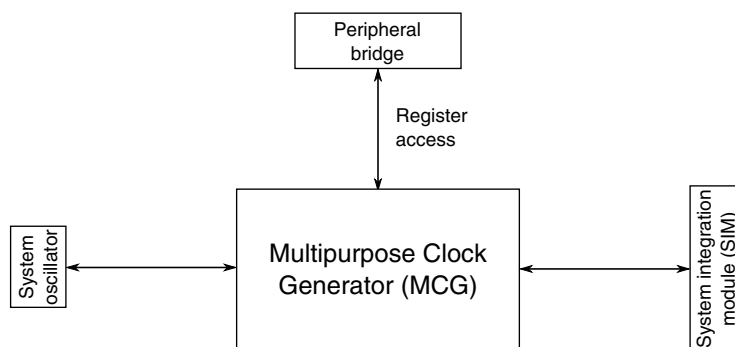 Peripheral
bridge
Register
access
System
oscillator
Multipurpose Clock
Generator (MCG)
System integration
module (SIM)